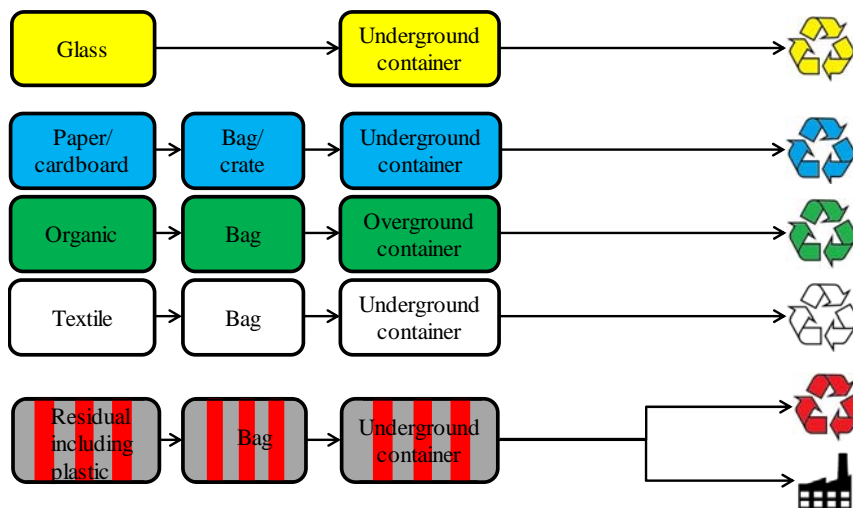 Glass
Underground
container
Paper/
cardboard
Bag/
crate
Underground
container
Organic
Bag
Overground
container
Textile
Bag
Underground
container
Residual
including
plastic
Bag
Underground
container